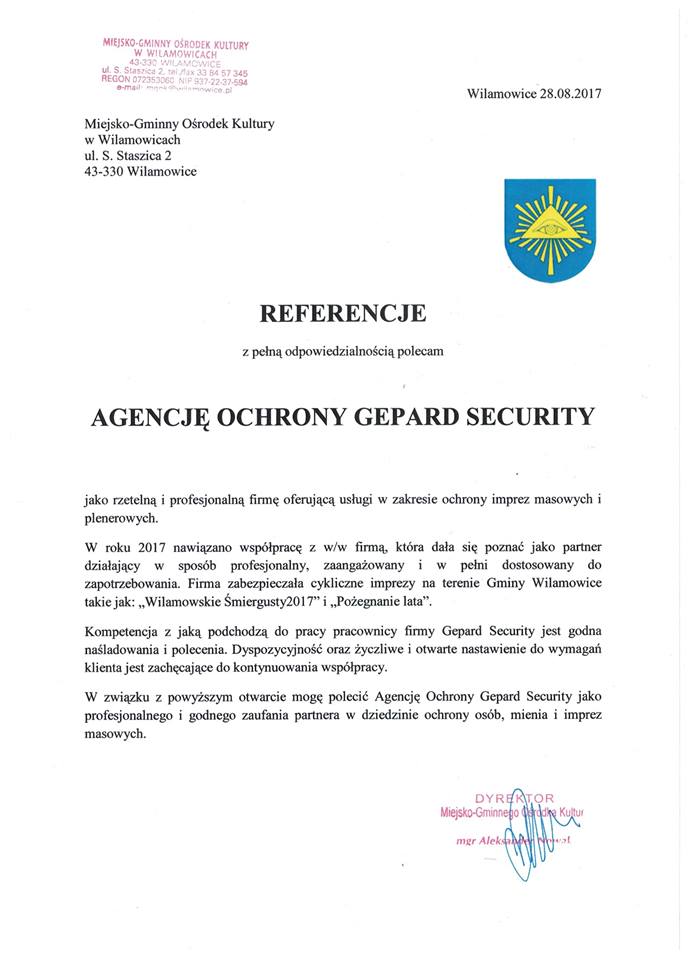 MIEJSKO-GMINNY OŚRODEK KULTURY
W WILAMOWICACH
43-330 WILAMOWICE
ul. S. Staszica 2, tel./fax 33 84 57 345
REGON 072353060 NIP 937-22-37-594
e-mail:
Wilamowice 28.08.2017
Miejsko-Gminny Ośrodek Kultury
w Wilamowicach
ul. S. Staszica 2
43-330 Wilamowice
REFERENCJE
z pełną odpowiedzialnością polecam
AGENCJĘ OCHRONY GEPARD SECURITY
jako rzetelną i profesjonalną firmę oferującą usługi w zakresie ochrony imprez masowych i
plenerowych.
W roku 2017 nawiązano współpracę z w/w firmą, która dała się poznać jako partner
działający w sposób profesjonalny, zaangażowany i w pełni dostosowany do
zapotrzebowania. Firma zabezpieczała cykliczne imprezy na terenie Gminy Wilamowice
takie jak: „Wilamowskie Śmiergusty2017” i „Pożegnanie lata”.
Kompetencja z jaką podchodzą do pracy pracownicy firmy Gepard Security jest godna
naśladowania i polecenia. Dyspozycyjność oraz życzliwe i otwarte nastawienie do wymagań
klienta jest zachęcające do kontynuowania współpracy.
W związku z powyższym otwarcie mogę polecić Agencję Ochrony Gepard Security jako
profesjonalnego i godnego zaufania partnera w dziedzinie ochrony osób, mienia i imprez
masowych.
DYREKTOR
Miejsko-Gminnego Ośrodka Kultur
mgr Aleksander